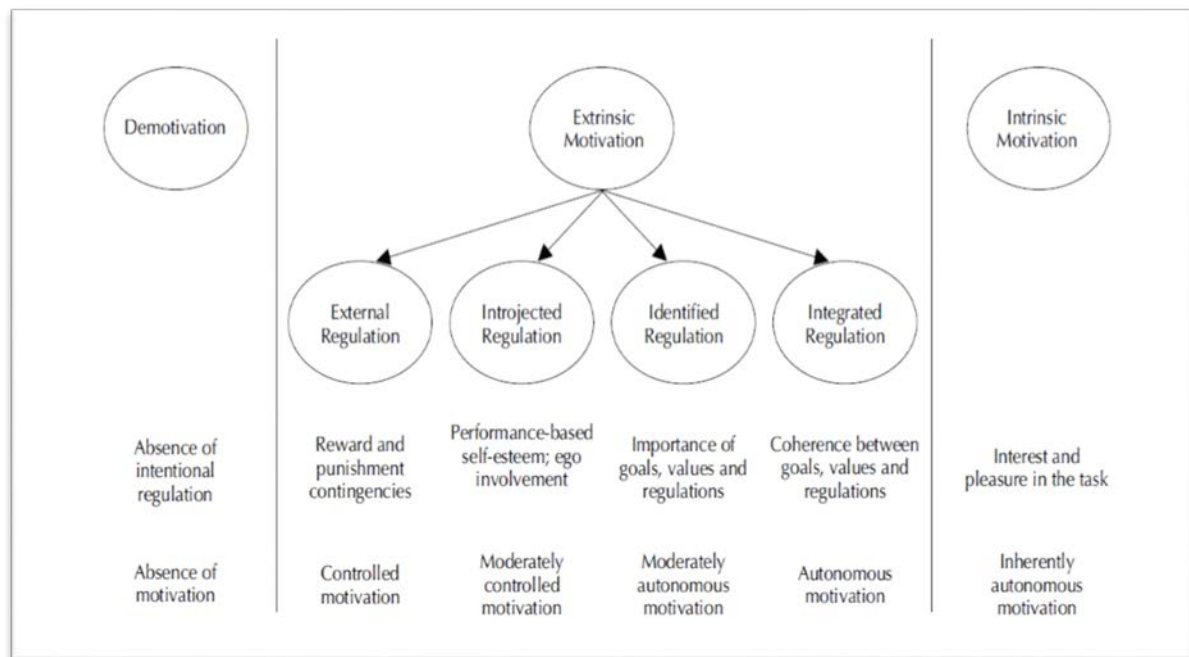 Demotivation
Extrinsic
Motivation
Intrinsic
Motivation
External
Regulation
Introjected
Regulation
Identified
Regulation
Integrated
Regulation
Absence of
intentional
regulation
Reward and
punishment
contingencies
Performance-based
self-esteem; ego
involvement
Importance of
goals, values and
regulations
Coherence between
goals, values and
regulations
Interest and
pleasure in the task
Absence of
motivation
Controlled
motivation
Moderately
controlled
motivation
Moderately
autonomous
motivation
Autonomous
motivation
Inherently
autonomous
motivation